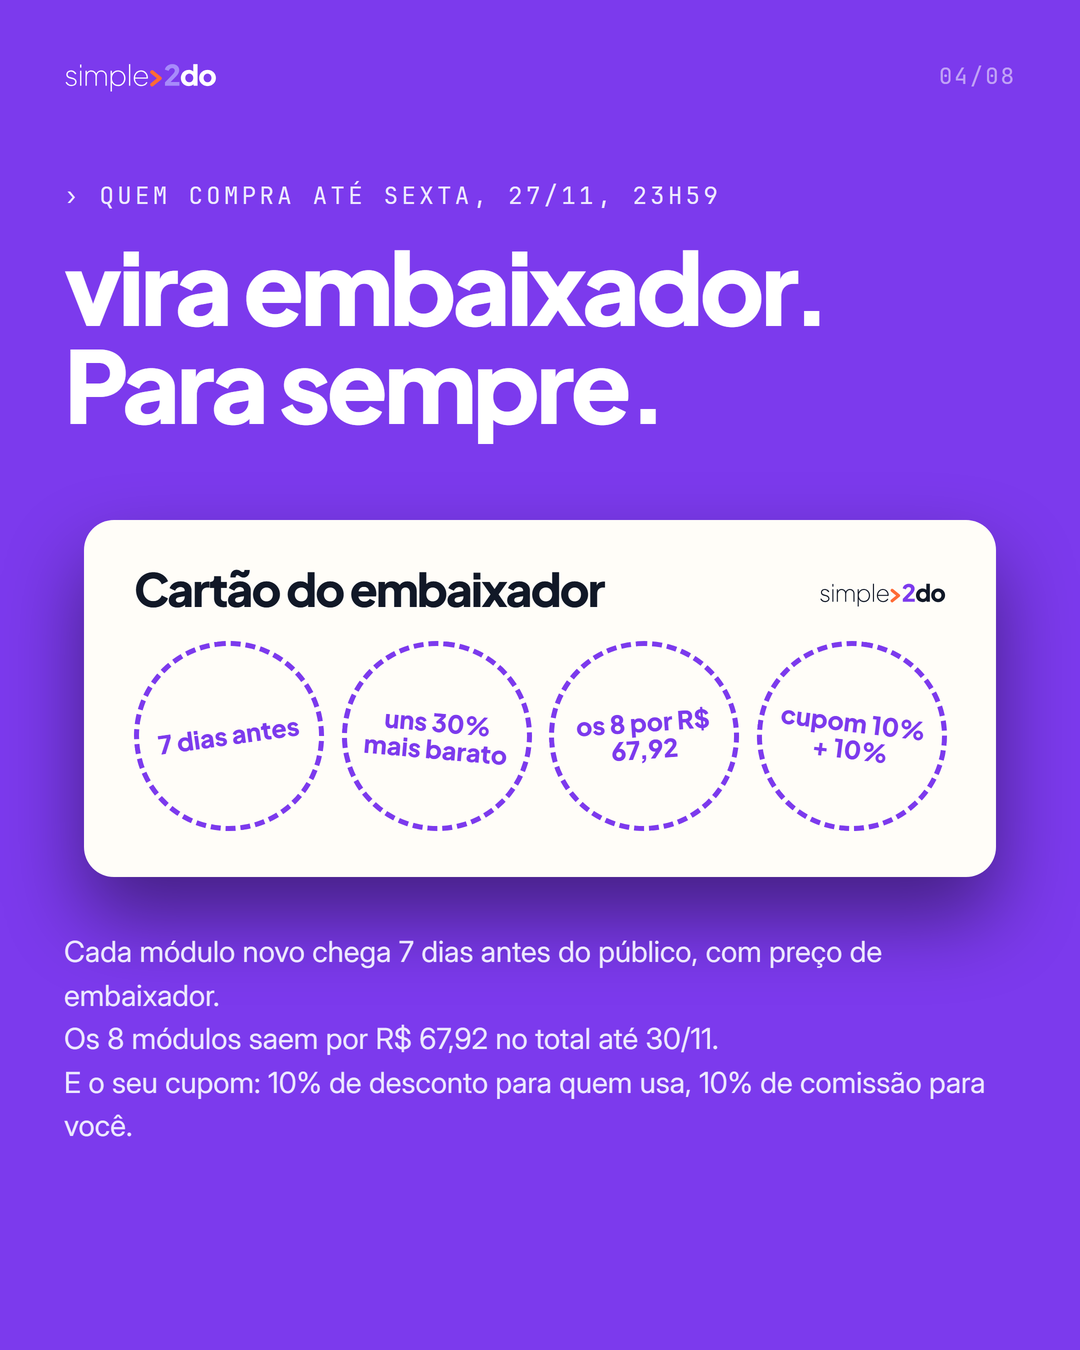 simple>2do
04/08
› QUEM COMPRA ATÉ SEXTA, 27/11, 23H59
vira embaixador.
Para sempre.
Cartão do embaixador
simple>2do
7 dias antes
uns 30%
mais barato
os 8 por R$
67,92
cupom 10%
+ 10%
Cada módulo novo chega 7 dias antes do público, com preço de
embaixador.
Os 8 módulos saem por R$ 67,92 no total até 30/11.
E o seu cupom: 10% de desconto para quem usa, 10% de comissão para
você.